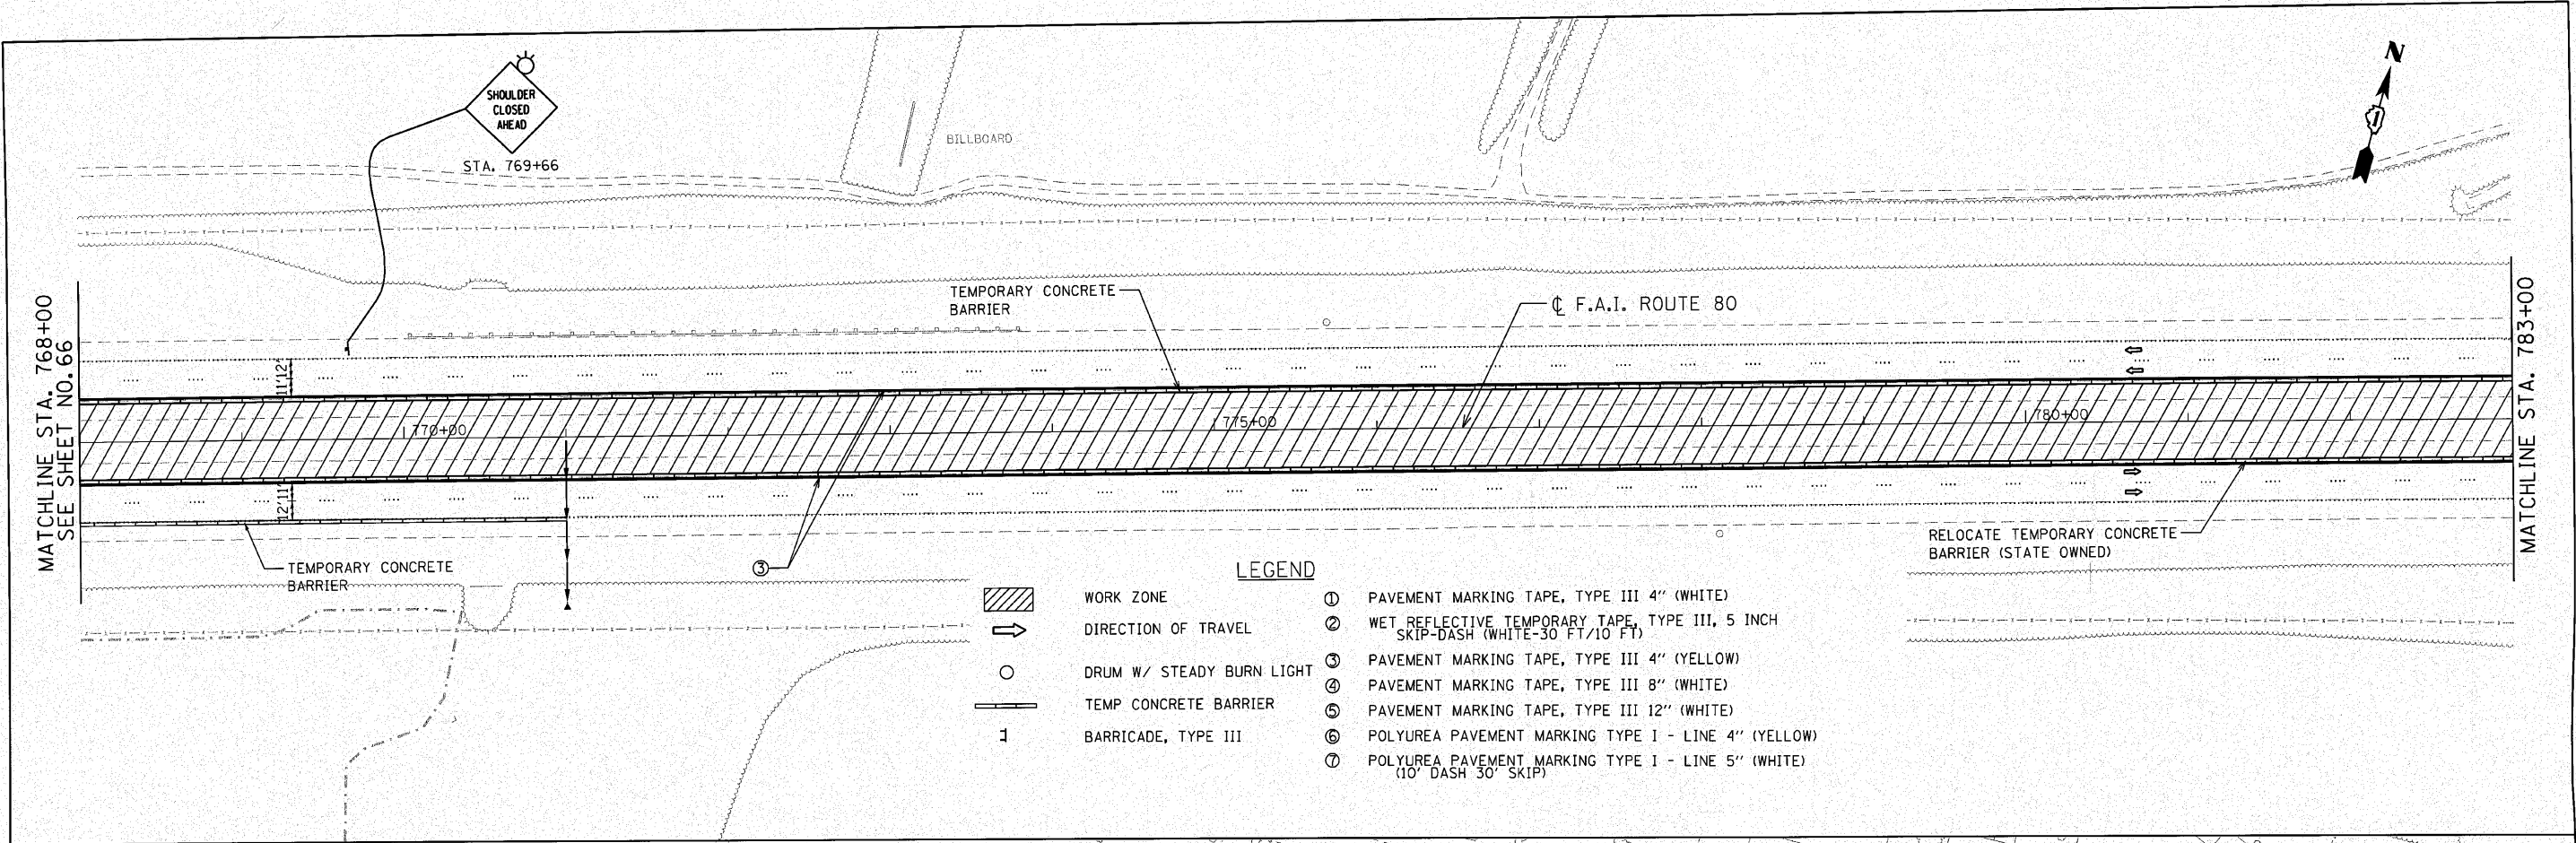 SHOULDER
CLOSED
AHEAD
STA. 769+66
BILLBOARD
N
1
MATCHLINE STA. 768+00
SEE SHEET NO. 66
TEMPORARY CONCRETE
BARRIER
℄ F.A.I. ROUTE 80
MATCHLINE STA. 783+00
11'12'
770+00
775+00
780+00
12'11'
TEMPORARY CONCRETE
BARRIER
③
RELOCATE TEMPORARY CONCRETE
BARRIER (STATE OWNED)
LEGEND
WORK ZONE
DIRECTION OF TRAVEL
DRUM W/ STEADY BURN LIGHT
TEMP CONCRETE BARRIER
BARRICADE, TYPE III
① PAVEMENT MARKING TAPE, TYPE III 4" (WHITE)
② WET REFLECTIVE TEMPORARY TAPE, TYPE III, 5 INCH
SKIP-DASH (WHITE-30 FT/10 FT)
③ PAVEMENT MARKING TAPE, TYPE III 4" (YELLOW)
④ PAVEMENT MARKING TAPE, TYPE III 8" (WHITE)
⑤ PAVEMENT MARKING TAPE, TYPE III 12" (WHITE)
⑥ POLYUREA PAVEMENT MARKING TYPE I - LINE 4" (YELLOW)
⑦ POLYUREA PAVEMENT MARKING TYPE I - LINE 5" (WHITE)
(10' DASH 30' SKIP)